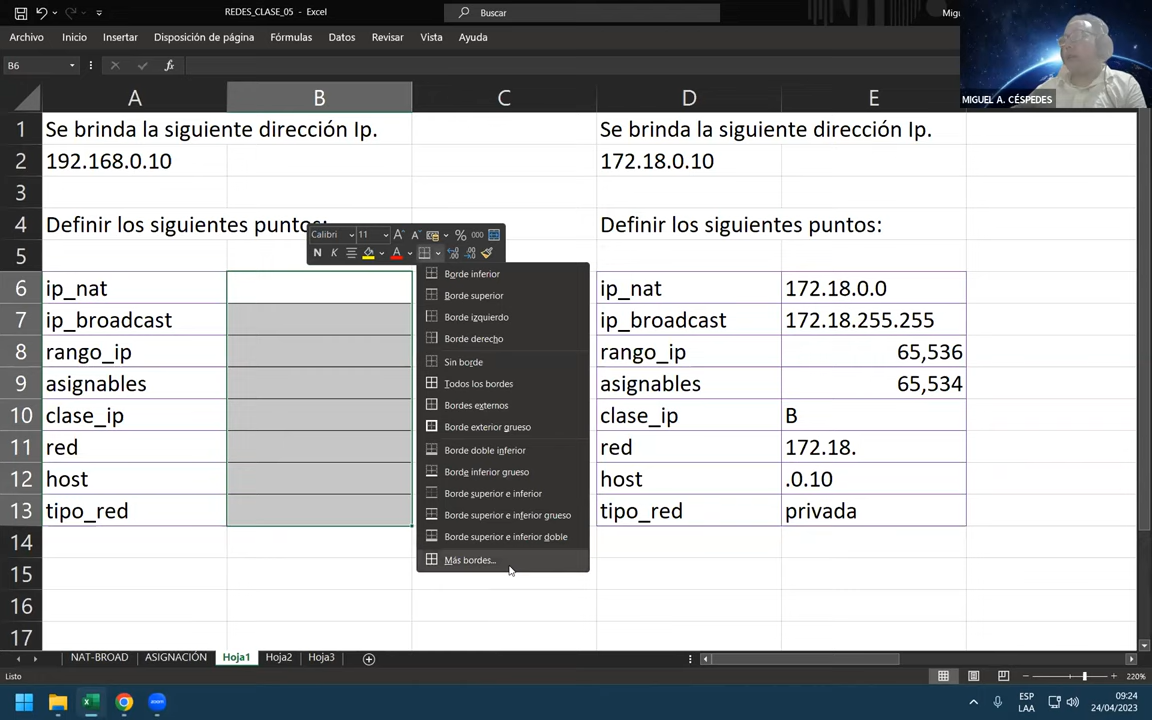 REDES_CLASE_05 - Excel
Buscar
Migu
Archivo
Inicio
Insertar
Disposición de página
Fórmulas
Datos
Revisar
Vista
Ayuda
B6
fx
MIGUEL A. CÉSPEDES
A
B
C
D
E
1
Se brinda la siguiente dirección Ip.
Se brinda la siguiente dirección Ip.
2
192.168.0.10
172.18.0.10
3
4
Definir los siguientes puntos:
Definir los siguientes puntos:
5
Calibri
11
A
A
%
000
N
K
A
6
ip_nat
ip_nat
172.18.0.0
7
ip_broadcast
ip_broadcast
172.18.255.255
8
rango_ip
rango_ip
65,536
9
asignables
asignables
65,534
10
clase_ip
clase_ip
B
11
red
red
172.18.
12
host
host
.0.10
13
tipo_red
tipo_red
privada
14
15
16
17
Borde inferior
Borde superior
Borde izquierdo
Borde derecho
Sin borde
Todos los bordes
Bordes externos
Borde exterior grueso
Borde doble inferior
Borde inferior grueso
Borde superior e inferior
Borde superior e inferior grueso
Borde superior e inferior doble
Más bordes...
NAT-BROAD
ASIGNACIÓN
Hoja1
Hoja2
Hoja3
Listo
220%
zoom
ESP
LAA
09:24
24/04/2023